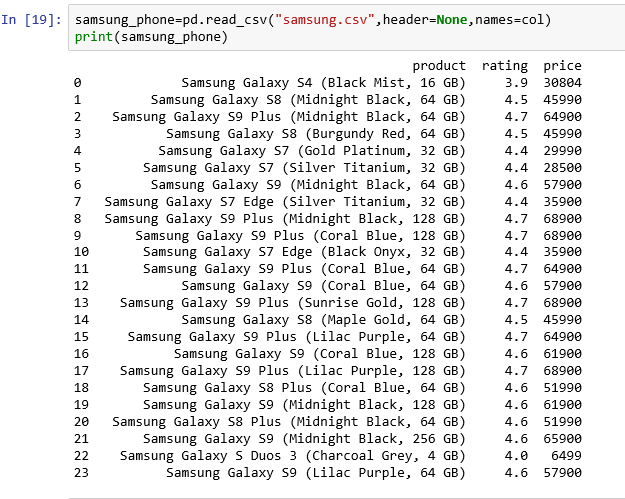 In [19]: samsung_phone=pd.read_csv("samsung.csv",header=None,names=col)
print(samsung_phone)
product rating price
0 Samsung Galaxy S4 (Black Mist, 16 GB) 3.9 30804
1 Samsung Galaxy S8 (Midnight Black, 64 GB) 4.5 45990
2 Samsung Galaxy S9 Plus (Midnight Black, 64 GB) 4.7 64900
3 Samsung Galaxy S8 (Burgundy Red, 64 GB) 4.5 45990
4 Samsung Galaxy S7 (Gold Platinum, 32 GB) 4.4 29990
5 Samsung Galaxy S7 (Silver Titanium, 32 GB) 4.4 28500
6 Samsung Galaxy S9 (Midnight Black, 64 GB) 4.6 57900
7 Samsung Galaxy S7 Edge (Silver Titanium, 32 GB) 4.4 35900
8 Samsung Galaxy S9 Plus (Midnight Black, 128 GB) 4.7 68900
9 Samsung Galaxy S9 Plus (Coral Blue, 128 GB) 4.7 68900
10 Samsung Galaxy S7 Edge (Black Onyx, 32 GB) 4.4 35900
11 Samsung Galaxy S9 Plus (Coral Blue, 64 GB) 4.7 64900
12 Samsung Galaxy S9 (Coral Blue, 64 GB) 4.6 57900
13 Samsung Galaxy S9 Plus (Sunrise Gold, 128 GB) 4.7 68900
14 Samsung Galaxy S8 (Maple Gold, 64 GB) 4.5 45990
15 Samsung Galaxy S9 Plus (Lilac Purple, 64 GB) 4.7 64900
16 Samsung Galaxy S9 (Coral Blue, 128 GB) 4.6 61900
17 Samsung Galaxy S9 Plus (Lilac Purple, 128 GB) 4.7 68900
18 Samsung Galaxy S8 Plus (Coral Blue, 64 GB) 4.6 51990
19 Samsung Galaxy S9 (Midnight Black, 128 GB) 4.6 61900
20 Samsung Galaxy S8 Plus (Midnight Black, 64 GB) 4.6 51990
21 Samsung Galaxy S9 (Midnight Black, 256 GB) 4.6 65900
22 Samsung Galaxy S Duos 3 (Charcoal Grey, 4 GB) 4.0 6499
23 Samsung Galaxy S9 (Lilac Purple, 64 GB) 4.6 57900